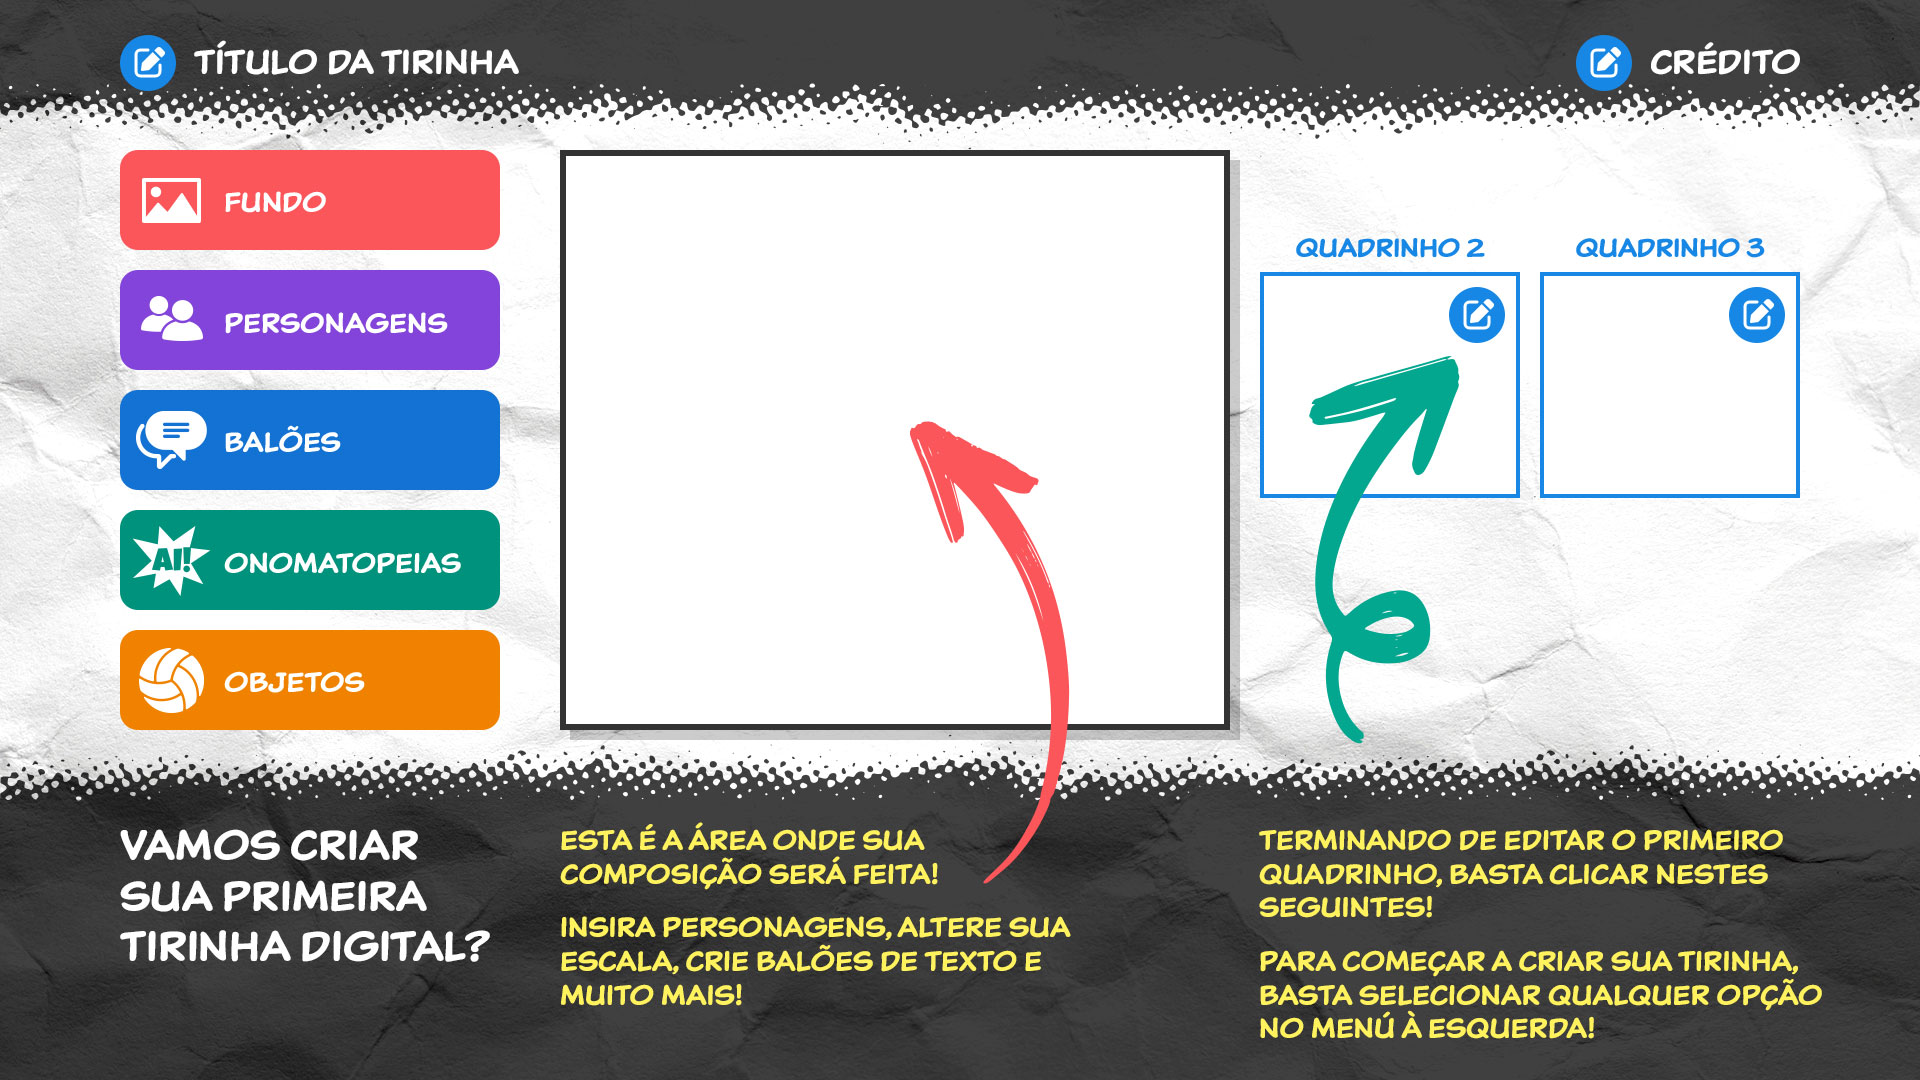 TÍTULO DA TIRINHA
CRÉDITO
FUNDO
PERSONAGENS
BALÕES
AI!
ONOMATOPEIAS
OBJETOS
QUADRINHO 2
QUADRINHO 3
VAMOS CRIAR
SUA PRIMEIRA
TIRINHA DIGITAL?
ESTA É A ÁREA ONDE SUA
COMPOSIÇÃO SERÁ FEITA!
INSIRA PERSONAGENS, ALTERE SUA
ESCALA, CRIE BALÕES DE TEXTO E
MUITO MAIS!
TERMINANDO DE EDITAR O PRIMEIRO
QUADRINHO, BASTA CLICAR NESTES
SEGUINTES!
PARA COMEÇAR A CRIAR SUA TIRINHA,
BASTA SELECIONAR QUALQUER OPÇÃO
NO MENÚ À ESQUERDA!